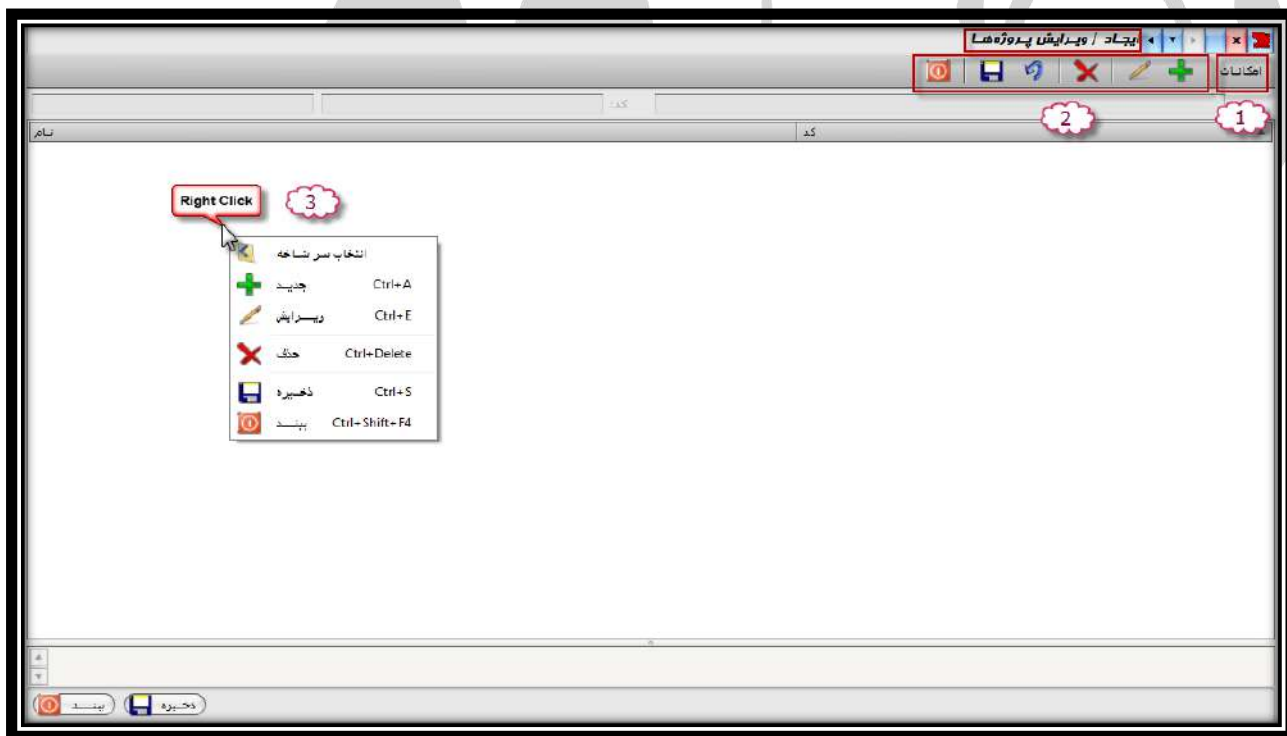 ایجاد / ویرایش پروژه‌ها
امکانات
1
2
کد:
کد
نام
Right Click
3
انتخاب سر شاخه
جدید Ctrl+A
ویرایش Ctrl+E
حذف Ctrl+Delete
ذخیره Ctrl+S
ببند Ctrl+Shift+F4
ذخیره
ببند